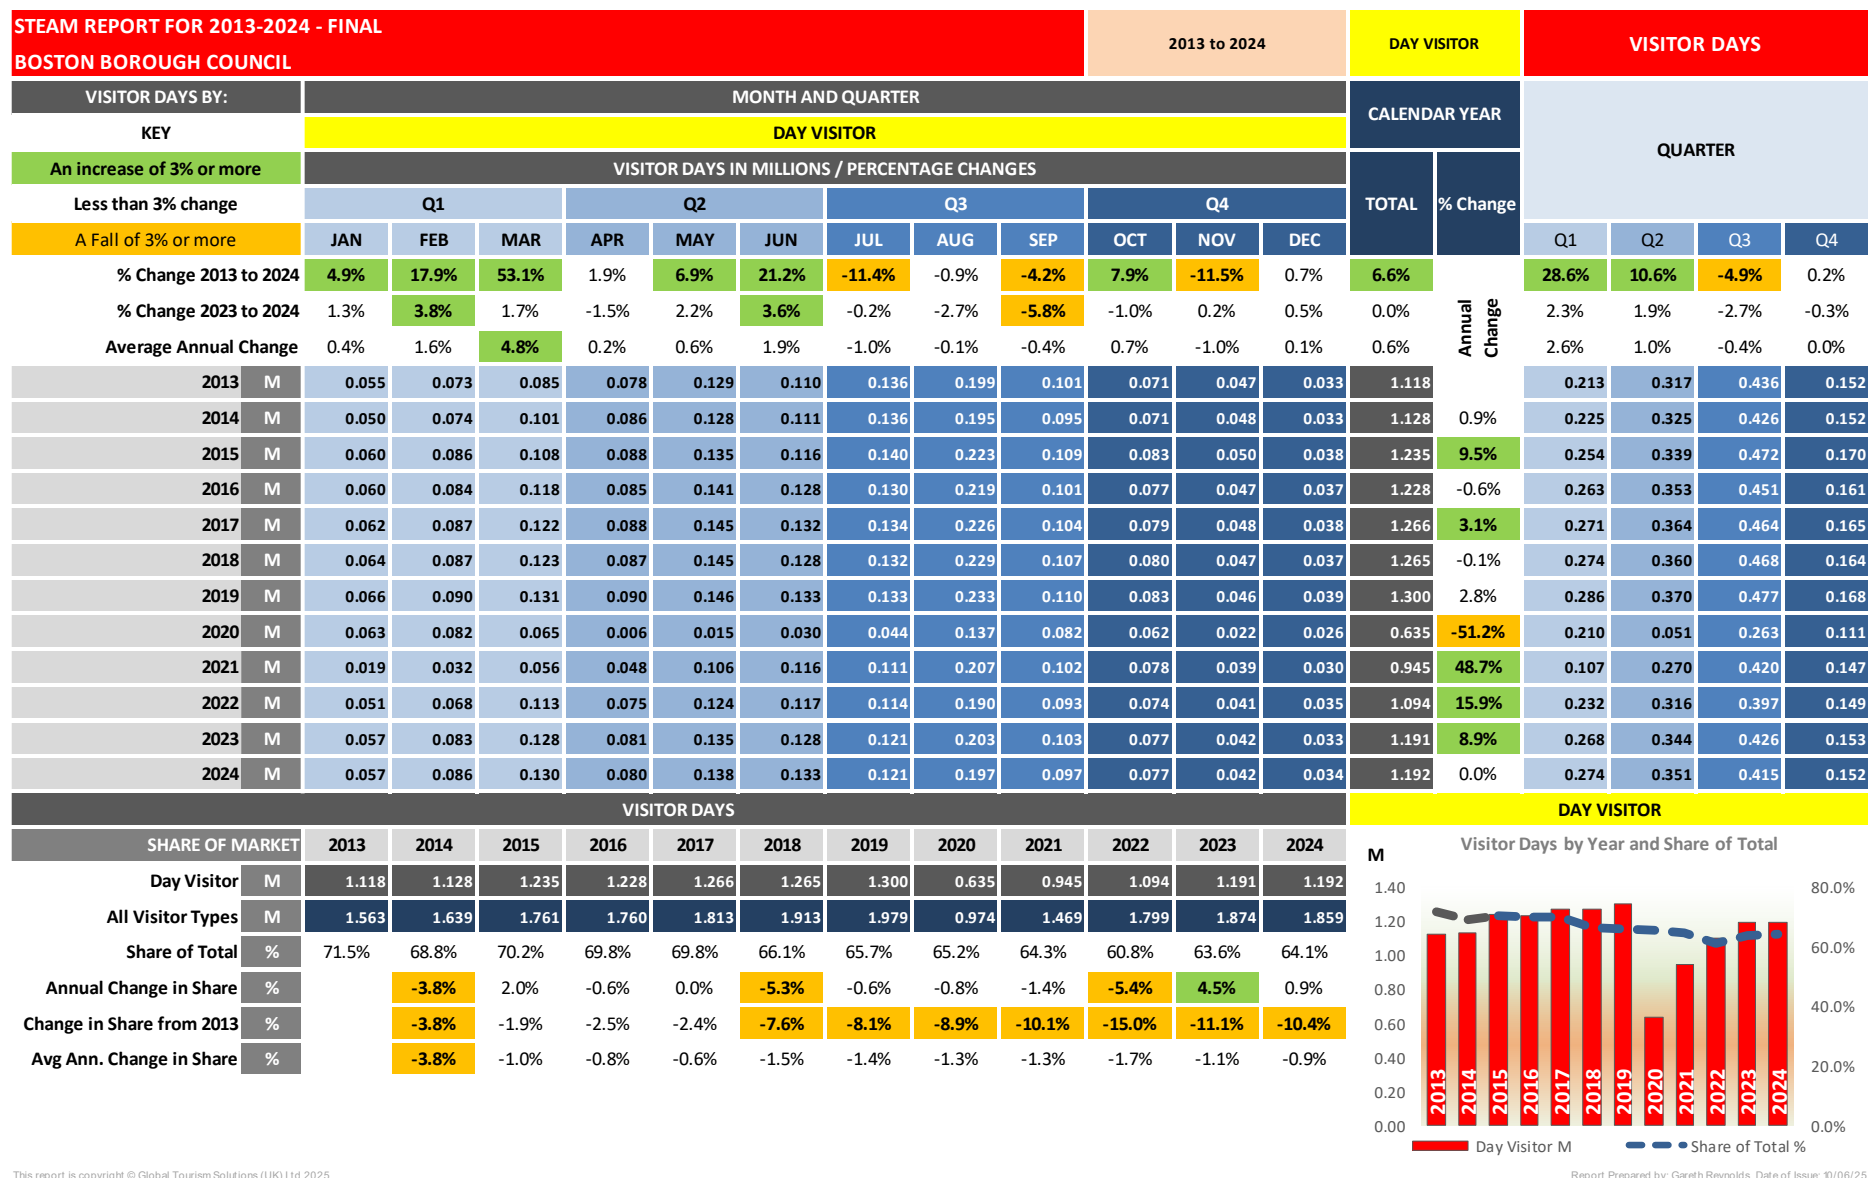 STEAM REPORT FOR 2013-2024 - FINAL
BOSTON BOROUGH COUNCIL
2013 to 2024
DAY VISITOR
VISITOR DAYS
VISITOR DAYS BY:
MONTH AND QUARTER
CALENDAR YEAR
QUARTER
KEY
DAY VISITOR
An increase of 3% or more
VISITOR DAYS IN MILLIONS / PERCENTAGE CHANGES
Less than 3% change
Q1 Q2 Q3 Q4
TOTAL % Change
A Fall of 3% or more JAN FEB MAR APR MAY JUN JUL AUG SEP OCT NOV DEC Q1 Q2 Q3 Q4
% Change 2013 to 2024 4.9% 17.9% 53.1% 1.9% 6.9% 21.2% -11.4% -0.9% -4.2% 7.9% -11.5% 0.7% 6.6% 28.6% 10.6% -4.9% 0.2%
% Change 2023 to 2024 1.3% 3.8% 1.7% -1.5% 2.2% 3.6% -0.2% -2.7% -5.8% -1.0% 0.2% 0.5% 0.0% 2.3% 1.9% -2.7% -0.3%
Average Annual Change 0.4% 1.6% 4.8% 0.2% 0.6% 1.9% -1.0% -0.1% -0.4% 0.7% -1.0% 0.1% 0.6% 2.6% 1.0% -0.4% 0.0%
Annual
Change
2013 M 0.055 0.073 0.085 0.078 0.129 0.110 0.136 0.199 0.101 0.071 0.047 0.033 1.118 0.213 0.317 0.436 0.152
2014 M 0.050 0.074 0.101 0.086 0.128 0.111 0.136 0.195 0.095 0.071 0.048 0.033 1.128 0.9% 0.225 0.325 0.426 0.152
2015 M 0.060 0.086 0.108 0.088 0.135 0.116 0.140 0.223 0.109 0.083 0.050 0.038 1.235 9.5% 0.254 0.339 0.472 0.170
2016 M 0.060 0.084 0.118 0.085 0.141 0.128 0.130 0.219 0.101 0.077 0.047 0.037 1.228 -0.6% 0.263 0.353 0.451 0.161
2017 M 0.062 0.087 0.122 0.088 0.145 0.132 0.134 0.226 0.104 0.079 0.048 0.038 1.266 3.1% 0.271 0.364 0.464 0.165
2018 M 0.064 0.087 0.123 0.087 0.145 0.128 0.132 0.229 0.107 0.080 0.047 0.037 1.265 -0.1% 0.274 0.360 0.468 0.164
2019 M 0.066 0.090 0.131 0.090 0.146 0.133 0.133 0.233 0.110 0.083 0.046 0.039 1.300 2.8% 0.286 0.370 0.477 0.168
2020 M 0.063 0.082 0.065 0.006 0.015 0.030 0.044 0.137 0.082 0.062 0.022 0.026 0.635 -51.2% 0.210 0.051 0.263 0.111
2021 M 0.019 0.032 0.056 0.048 0.106 0.116 0.111 0.207 0.102 0.078 0.039 0.030 0.945 48.7% 0.107 0.270 0.420 0.147
2022 M 0.051 0.068 0.113 0.075 0.124 0.117 0.114 0.190 0.093 0.074 0.041 0.035 1.094 15.9% 0.232 0.316 0.397 0.149
2023 M 0.057 0.083 0.128 0.081 0.135 0.128 0.121 0.203 0.103 0.077 0.042 0.033 1.191 8.9% 0.268 0.344 0.426 0.153
2024 M 0.057 0.086 0.130 0.080 0.138 0.133 0.121 0.197 0.097 0.077 0.042 0.034 1.192 0.0% 0.274 0.351 0.415 0.152
VISITOR DAYS
SHARE OF MARKET 2013 2014 2015 2016 2017 2018 2019 2020 2021 2022 2023 2024
Day Visitor M 1.118 1.128 1.235 1.228 1.266 1.265 1.300 0.635 0.945 1.094 1.191 1.192
All Visitor Types M 1.563 1.639 1.761 1.760 1.813 1.913 1.979 0.974 1.469 1.799 1.874 1.859
Share of Total % 71.5% 68.8% 70.2% 69.8% 69.8% 66.1% 65.7% 65.2% 64.3% 60.8% 63.6% 64.1%
Annual Change in Share % -3.8% 2.0% -0.6% 0.0% -5.3% -0.6% -0.8% -1.4% -5.4% 4.5% 0.9%
Change in Share from 2013 % -3.8% -1.9% -2.5% -2.4% -7.6% -8.1% -8.9% -10.1% -15.0% -11.1% -10.4%
Avg Ann. Change in Share % -3.8% -1.0% -0.8% -0.6% -1.5% -1.4% -1.3% -1.3% -1.7% -1.1% -0.9%
DAY VISITOR
Visitor Days by Year and Share of Total
M
1.40 80.0%
1.20
1.00 60.0%
0.80
0.60 40.0%
0.40
0.20 20.0%
0.00 0.0%
2013 2014 2015 2016 2017 2018 2019 2020 2021 2022 2023 2024
Day Visitor M Share of Total %
This report is copyright © Global Tourism Solutions (UK) Ltd 2025
Report Prepared by: Gareth Reynolds. Date of Issue: 10/06/25